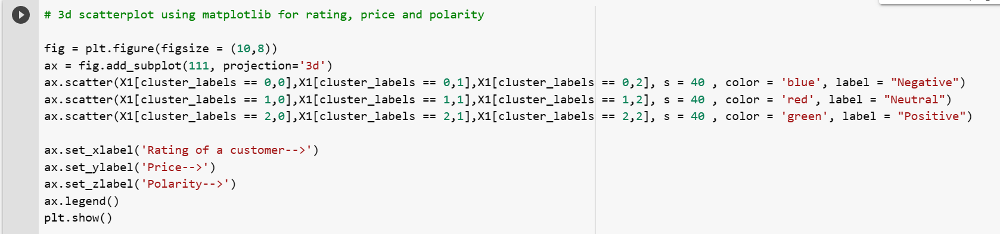 # 3d scatterplot using matplotlib for rating, price and polarity
fig = plt.figure(figsize = (10,8))
ax = fig.add_subplot(111, projection='3d')
ax.scatter(X1[cluster_labels == 0,0],X1[cluster_labels == 0,1],X1[cluster_labels == 0,2], s = 40 , color = 'blue', label = "Negative")
ax.scatter(X1[cluster_labels == 1,0],X1[cluster_labels == 1,1],X1[cluster_labels == 1,2], s = 40 , color = 'red', label = "Neutral")
ax.scatter(X1[cluster_labels == 2,0],X1[cluster_labels == 2,1],X1[cluster_labels == 2,2], s = 40 , color = 'green', label = "Positive")
ax.set_xlabel('Rating of a customer-->')
ax.set_ylabel('Price-->')
ax.set_zlabel('Polarity-->')
ax.legend()
plt.show()